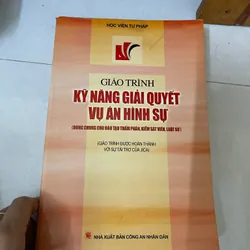 HỌC VIỆN TƯ PHÁP
GIÁO TRÌNH
KỸ NĂNG GIẢI QUYẾT
VỤ ÁN HÌNH SỰ
(DÙNG CHUNG CHO ĐÀO TẠO THẨM PHÁN, KIỂM SÁT VIÊN, LUẬT SƯ)
(GIÁO TRÌNH ĐƯỢC HOÀN THÀNH
VỚI SỰ TÀI TRỢ CỦA JICA)
NHÀ XUẤT BẢN CÔNG AN NHÂN DÂN